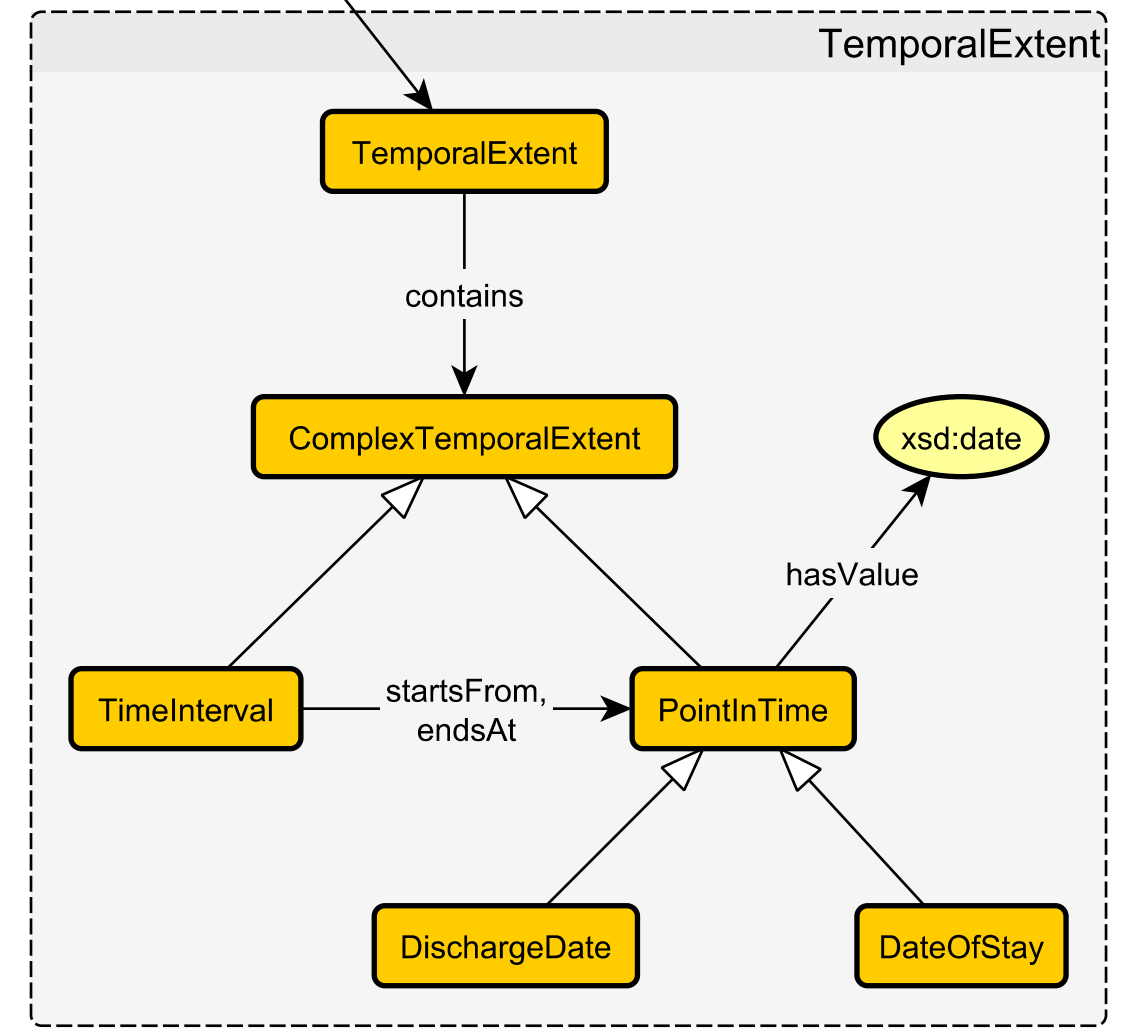 TemporalExtent
TemporalExtent
contains
ComplexTemporalExtent
xsd:date
hasValue
TimeInterval
startsFrom,
endsAt
PointInTime
DischargeDate
DateOfStay